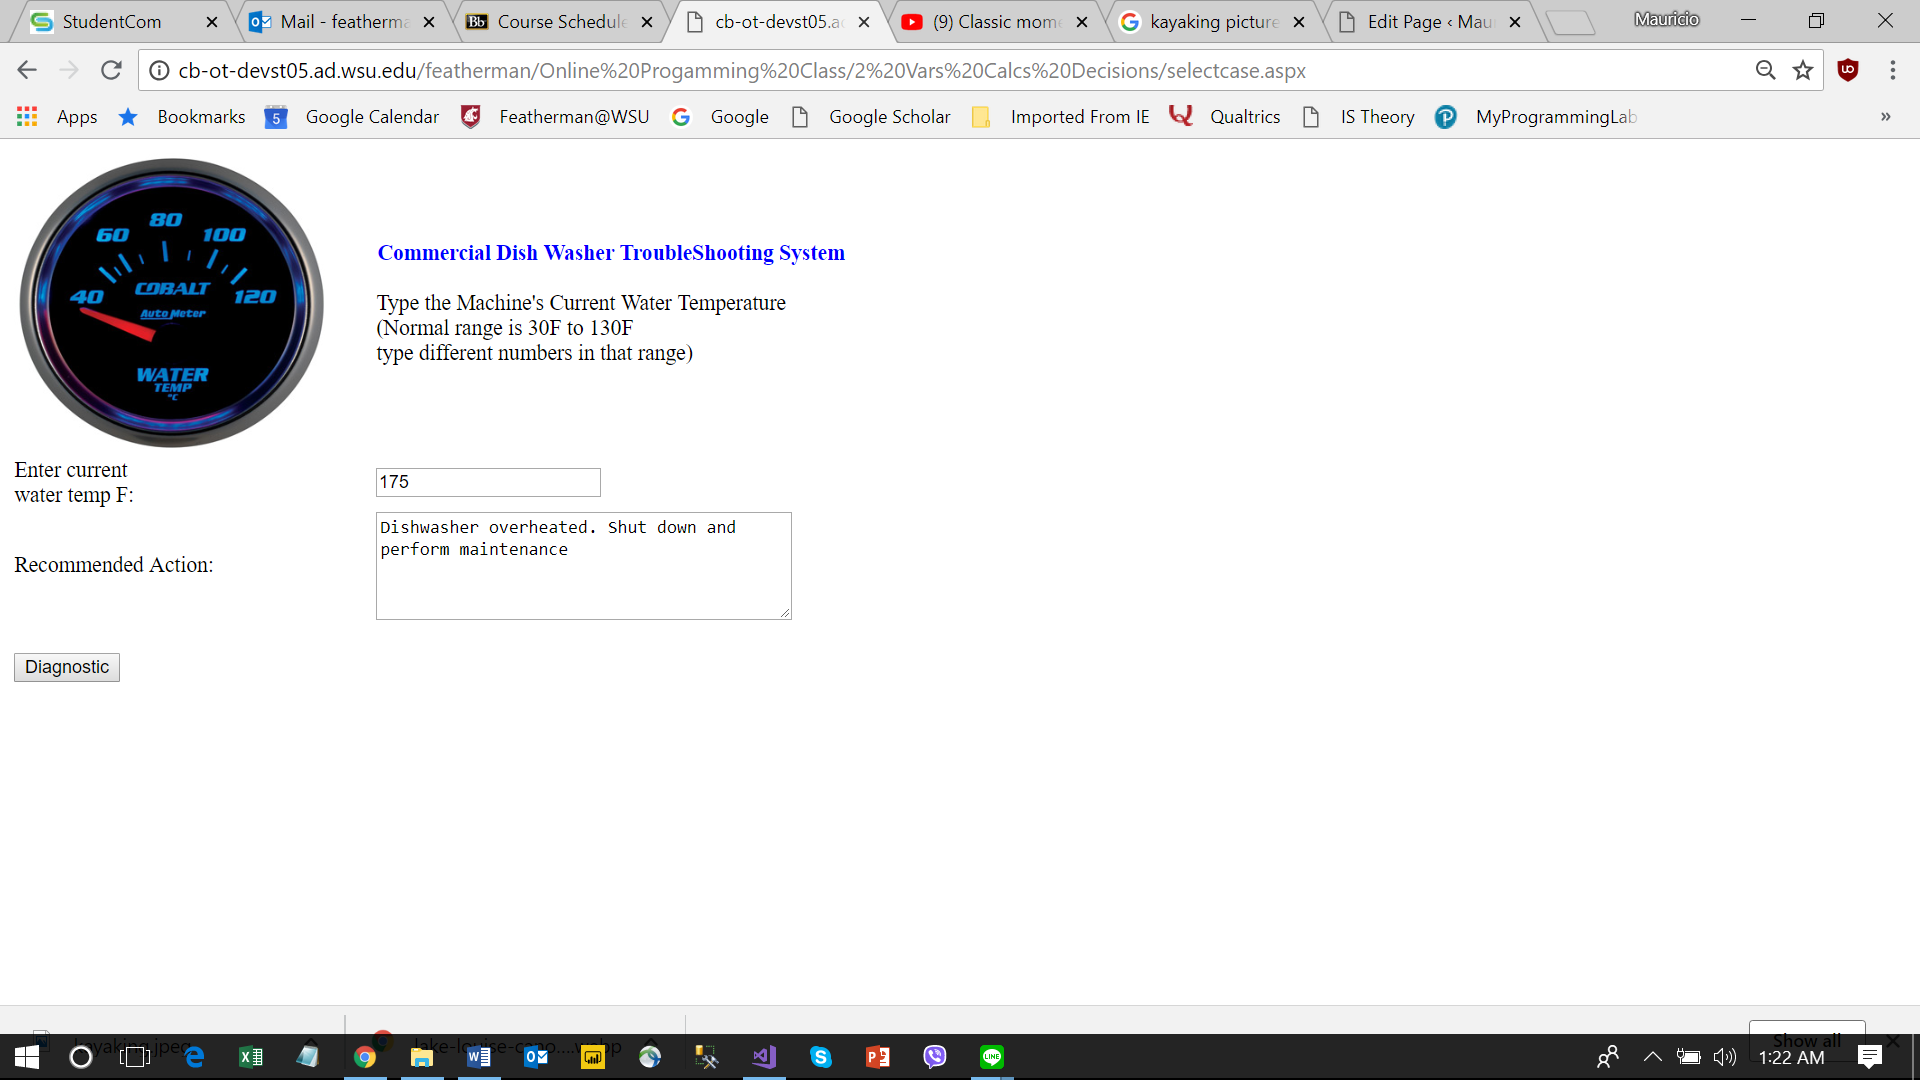 StudentCom
Mail - featherma
Course Schedule
cb-ot-devst05.a
(9) Classic mom
kayaking picture
Edit Page ‹ Mau
Mauricio
cb-ot-devst05.ad.wsu.edu/featherman/Online%20Progamming%20Class/2%20Vars%20Calcs%20Decisions/selectcase.aspx
Apps
Bookmarks
5
Google Calendar
Featherman@WSU
Google
Google Scholar
Imported From IE
Qualtrics
IS Theory
MyProgrammingLab
»
80
60
100
40
COBALT
120
Auto Meter
WATER
TEMP
°C
Commercial Dish Washer TroubleShooting System
Type the Machine's Current Water Temperature
(Normal range is 30F to 130F
type different numbers in that range)
Enter current
water temp F:
175
Dishwasher overheated. Shut down and
perform maintenance
Recommended Action:
Diagnostic
kayaking.jpeg
Show all
1:22 AM